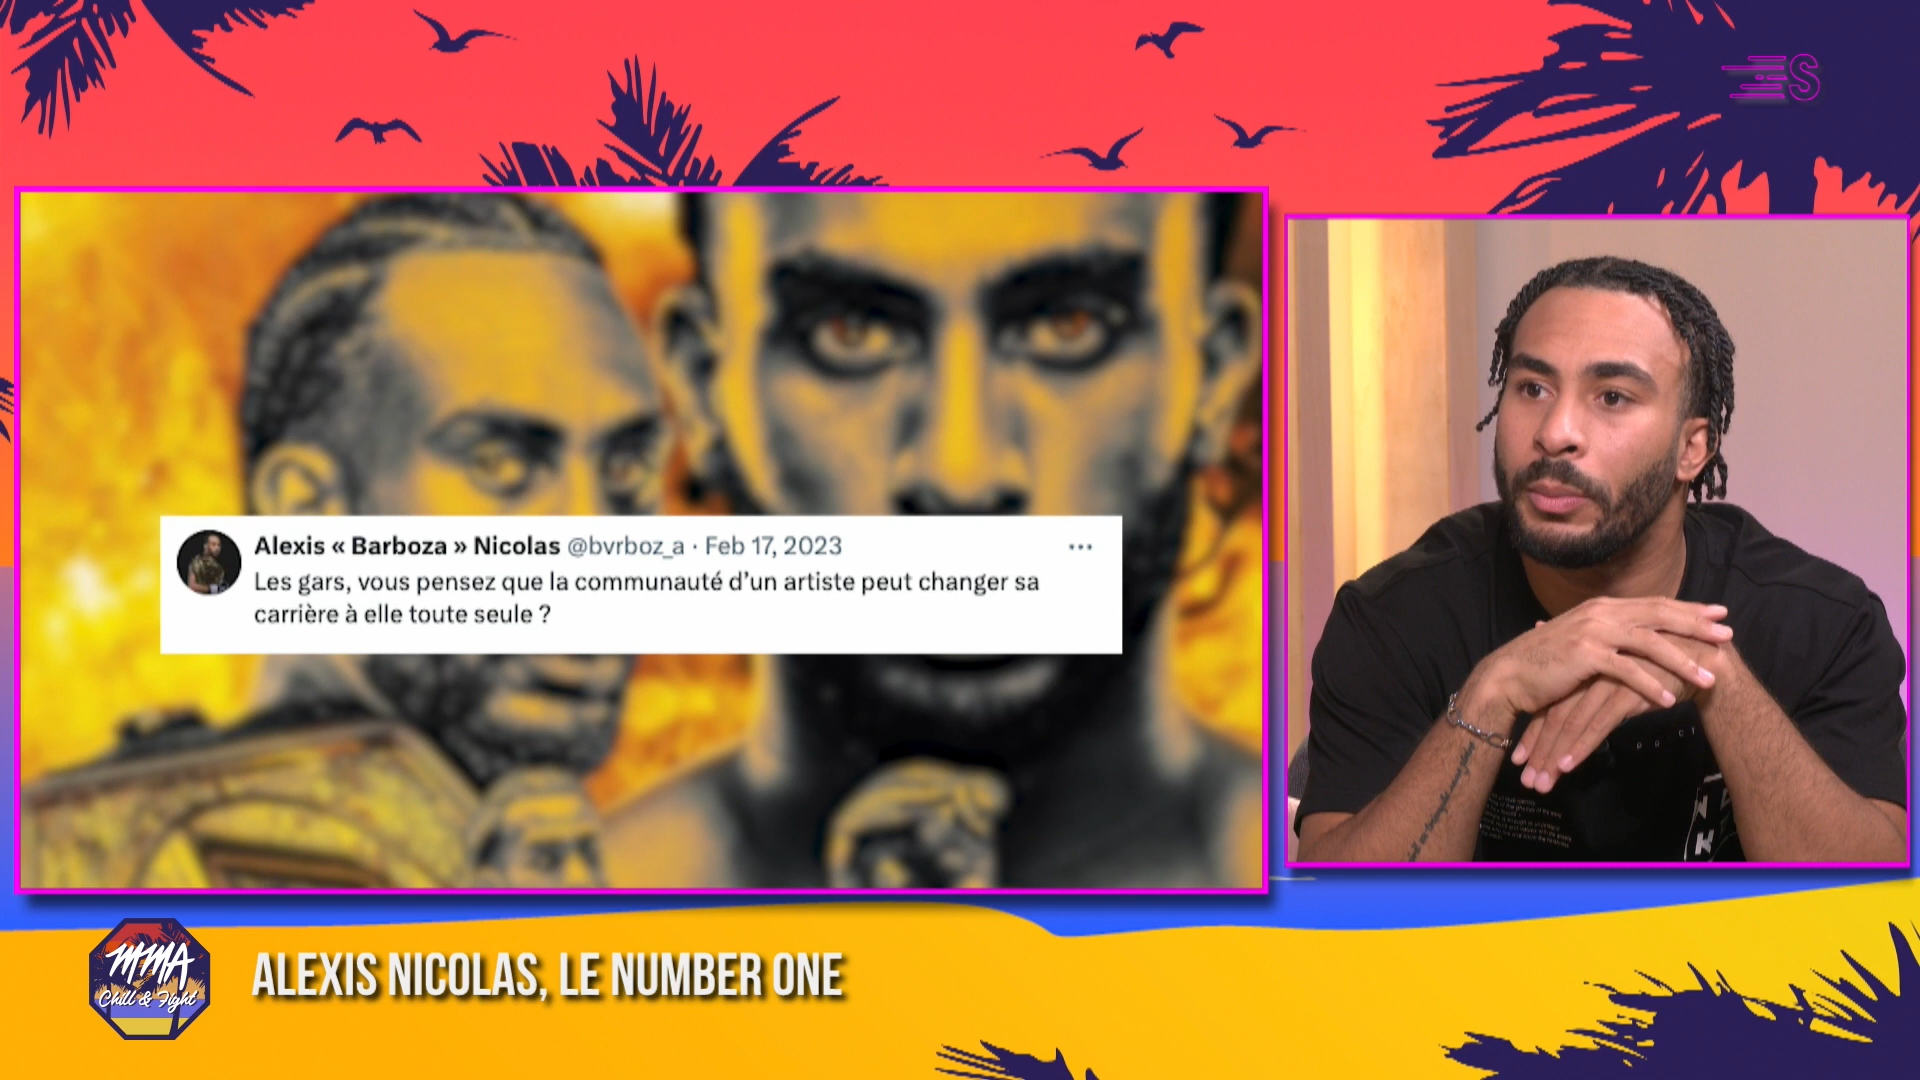 S
Alexis « Barboza » Nicolas @bvrboz_a · Feb 17, 2023
Les gars, vous pensez que la communauté d’un artiste peut changer sa
carrière à elle toute seule ?
MMA
Chill & Fight
ALEXIS NICOLAS, LE NUMBER ONE